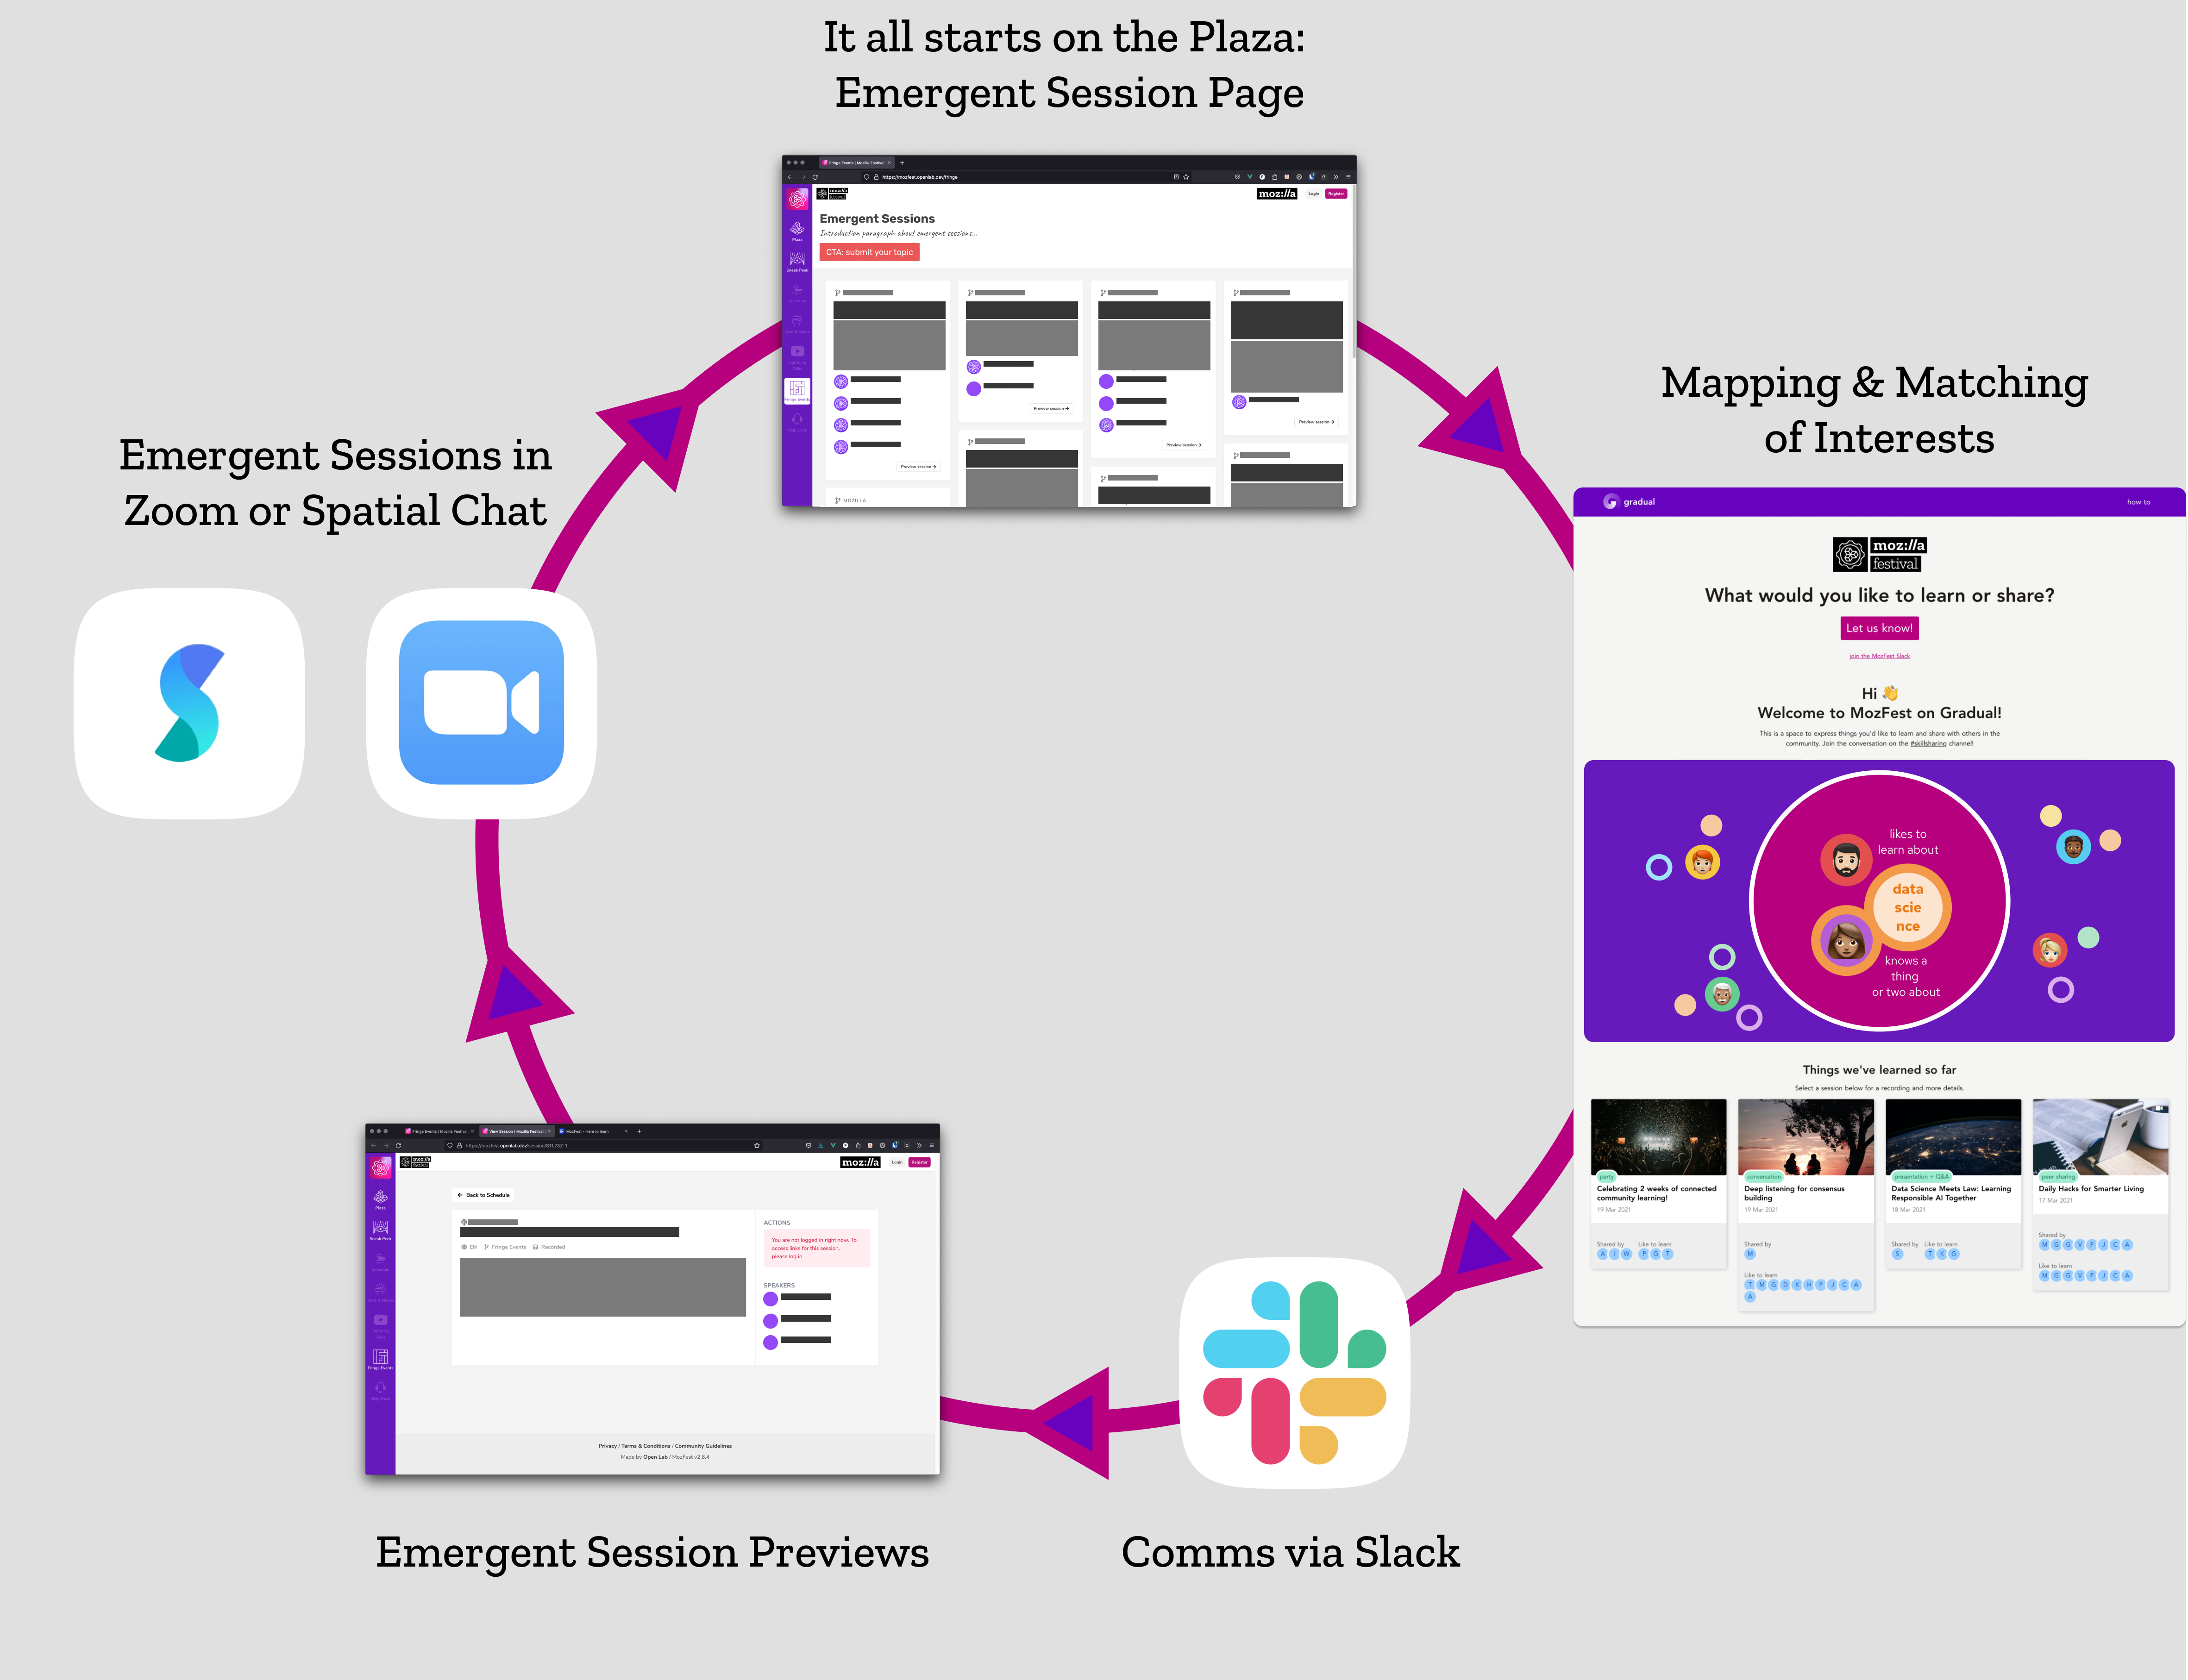 It all starts on the Plaza:
Emergent Session Page
Fringe Events | Mozilla Festival
https://mozfest.openlab.dev/fringe
moz://a
festival
moz://a
Login
Register
Plaza
Sneak Peek
Fringe Events
Help Desk
Emergent Sessions
Introduction paragraph about emergent sessions...
CTA: submit your topic
Preview session →
Preview session →
Preview session →
Preview session →
MOZILLA
Mapping & Matching
of Interests
gradual
how to
moz://a
festival
What would you like to learn or share?
Let us know!
join the MozFest Slack
Hi 👋
Welcome to MozFest on Gradual!
This is a space to express things you'd like to learn and share with others in the
community. Join the conversation on the #skillsharing channel!
likes to
learn about
data
scie
nce
knows a
thing
or two about
Things we've learned so far
Select a session below for a recording and more details.
party
Celebrating 2 weeks of connected
community learning!
19 Mar 2021
Shared by
A I W
Like to learn
P G T
conversation
Deep listening for consensus
building
19 Mar 2021
Shared by
M
Like to learn
T M G D K H F J C A
A
presentation + Q&A
Data Science Meets Law: Learning
Responsible AI Together
18 Mar 2021
Shared by
S
Like to learn
T K G
peer sharing
Daily Hacks for Smarter Living
17 Mar 2021
Shared by
M G G V P J C A
Like to learn
M G G V P J C A
Comms via Slack
Fringe Events | Mozilla Festival
View Session | Mozilla Festival
MozFest - Here to learn
https://mozfest.openlab.dev/session/STL73Z-1
moz://a
festival
moz://a
Login
Register
Plaza
Sneak Peek
Fringe Events
Help Desk
← Back to Schedule
EN
Fringe Events
Recorded
ACTIONS
You are not logged in right now. To
access links for this session,
please log in.
SPEAKERS
Privacy / Terms & Conditions / Community Guidelines
Made by Open Lab / MozFest v2.8.4
Emergent Session Previews
Emergent Sessions in
Zoom or Spatial Chat